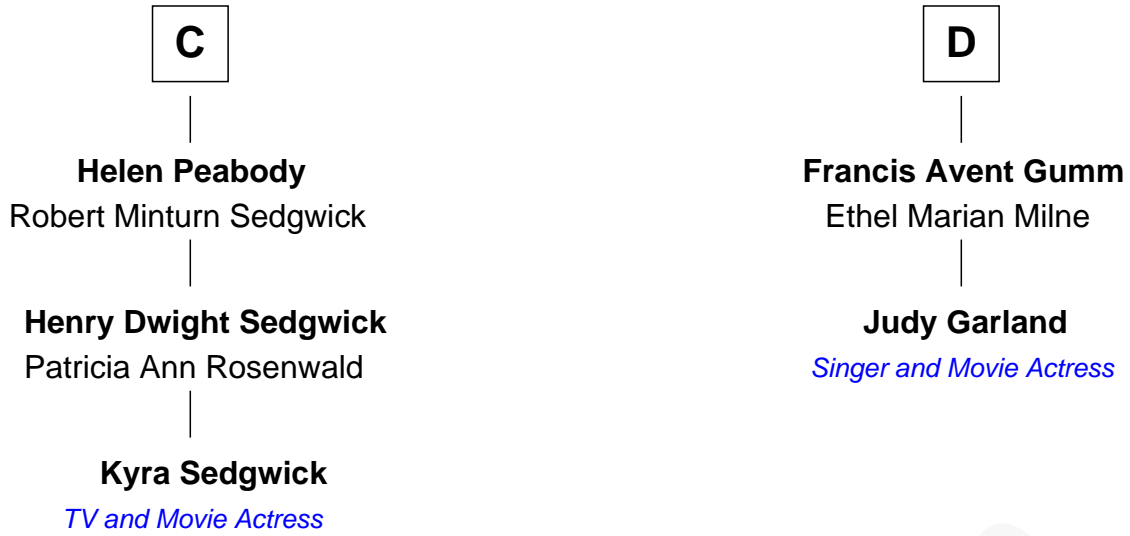 C
Helen Peabody
Robert Minturn Sedgwick
Henry Dwight Sedgwick
Patricia Ann Rosenwald
Kyra Sedgwick
TV and Movie Actress
D
Francis Avent Gumm
Ethel Marian Milne
Judy Garland
Singer and Movie Actress